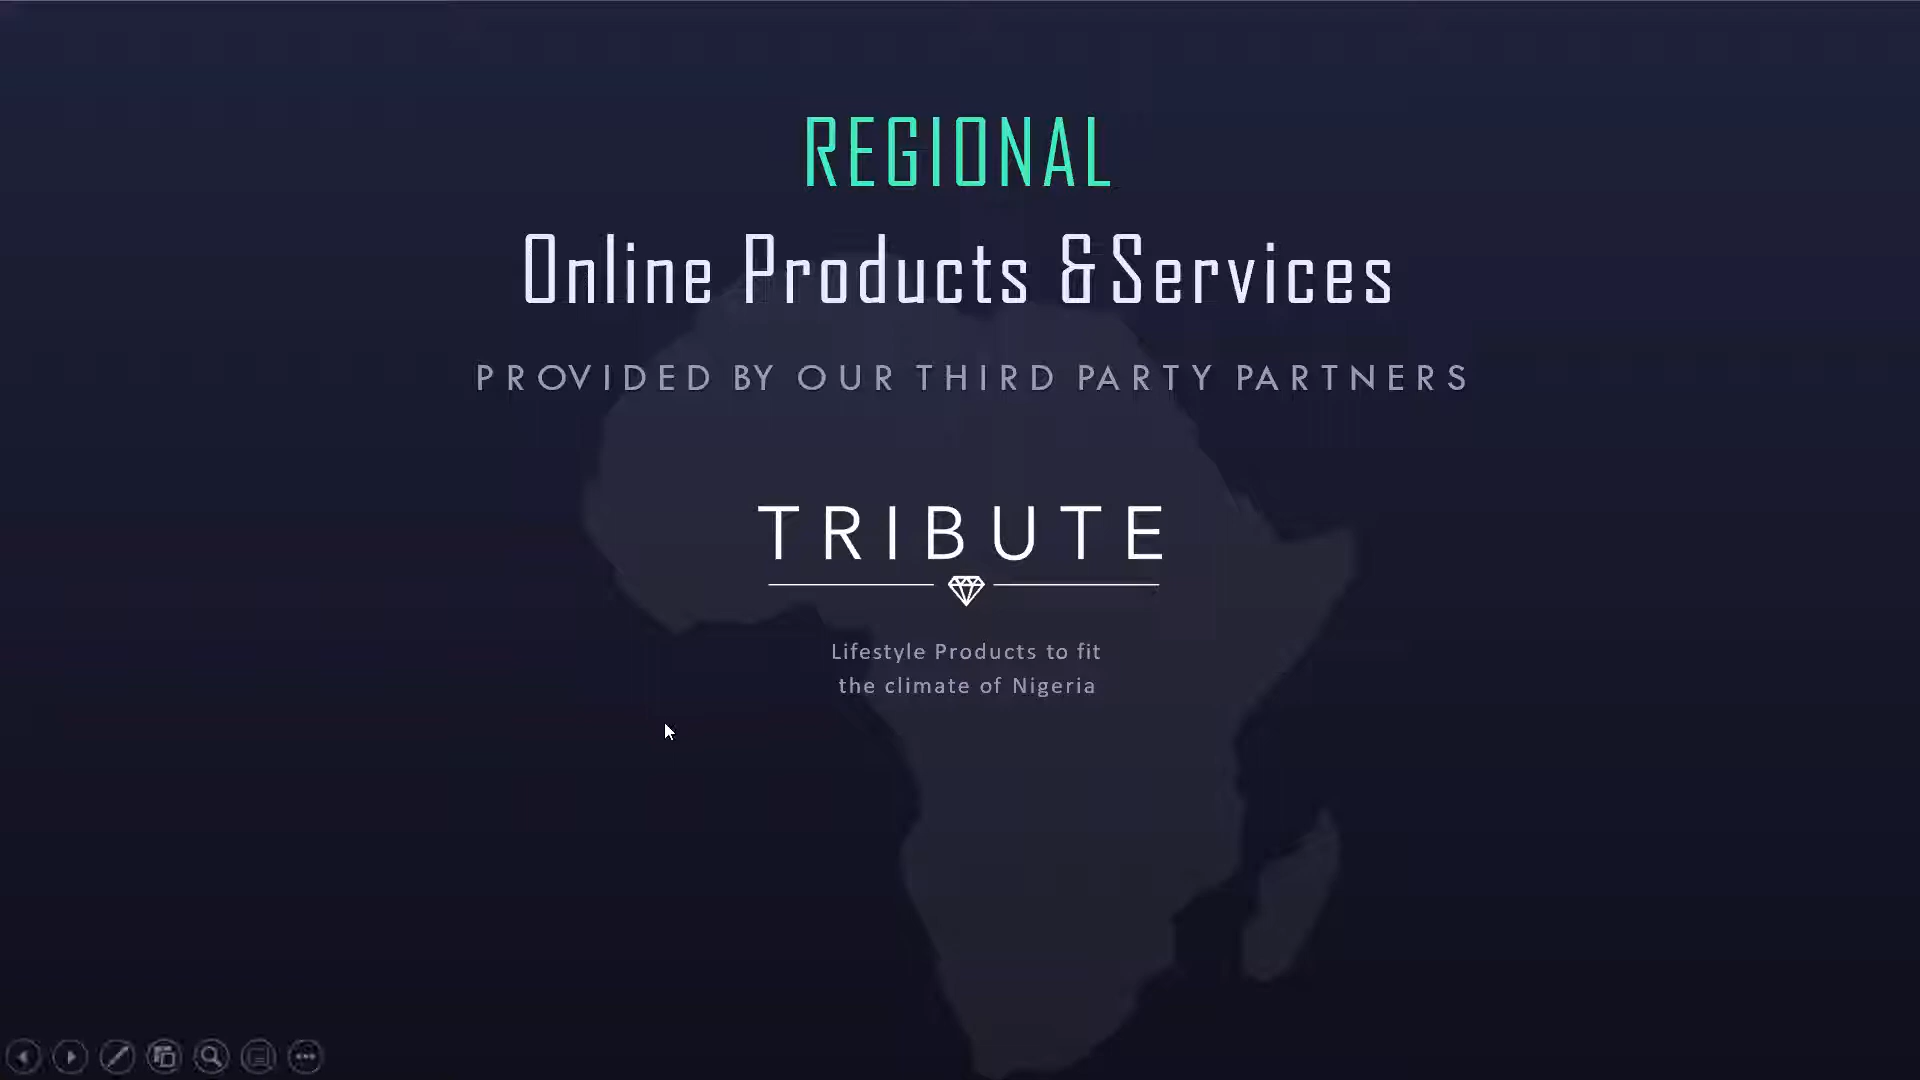 REGIONAL
Online Products &Services
PROVIDED BY OUR THIRD PARTY PARTNERS
TRIBUTE
Lifestyle Products to fit
the climate of Nigeria